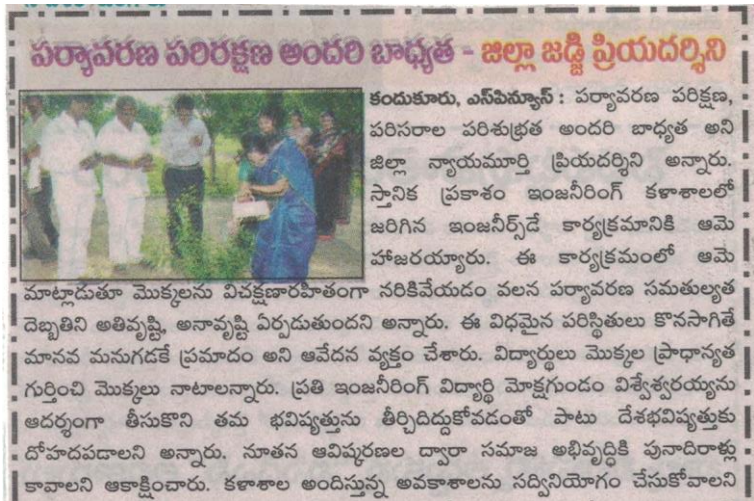 పర్యావరణ పరిరక్షణ అందరి బాధ్యత - జిల్లా జడ్జి ప్రియదర్శిని
కందుకూరు, ఎస్‌పిన్యూస్ : పర్యావరణ పరిక్షణ,
పరిసరాల పరిశుభ్రత అందరి బాధ్యత అని
జిల్లా న్యాయమూర్తి ప్రియదర్శిని అన్నారు.
స్తానిక ప్రకాశం ఇంజనీరింగ్ కళాశాలలో
జరిగిన ఇంజనీర్స్‌డే కార్యక్రమానికి ఆమె
హాజరయ్యారు. ఈ కార్యక్రమంలో ఆమె
మాట్లాడుతూ మొక్కలను విచక్షణారహితంగా నరికివేయడం వలన పర్యావరణ సమతుల్యత
దెబ్బతిని అతివృష్టి, అనావృష్టి ఏర్పడుతుందని అన్నారు. ఈ విధమైన పరిస్థితులు కొనసాగితే
మానవ మనుగడకే ప్రమాదం అని ఆవేదన వ్యక్తం చేశారు. విద్యార్థులు మొక్కల ప్రాధాన్యత
గుర్తించి మొక్కలు నాటాలన్నారు. ప్రతి ఇంజనీరింగ్ విద్యార్థి మోక్షగుండం విశ్వేశ్వరయ్యను
ఆదర్శంగా తీసుకొని తమ భవిష్యత్తును తీర్చిదిద్దుకోవడంతో పాటు దేశభవిష్యత్తుకు
దోహదపడాలని అన్నారు. నూతన ఆవిష్కరణల ద్వారా సమాజ అభివృద్ధికి పునాదిరాళ్లు
కావాలని ఆకాక్షించారు. కళాశాల అందిస్తున్న అవకాశాలను సద్వినియోగం చేసుకోవాలని